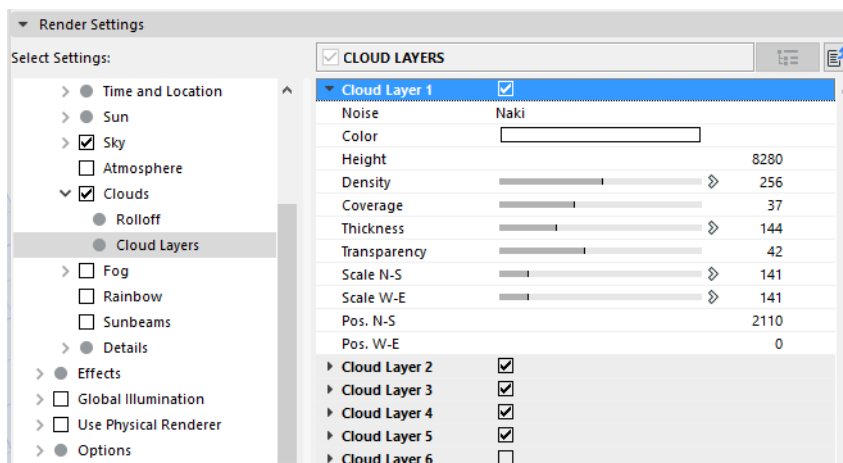 Render Settings
Select Settings:
CLOUD LAYERS
Time and Location
Sun
Sky
Atmosphere
Clouds
Rolloff
Cloud Layers
Fog
Rainbow
Sunbeams
Details
Effects
Global Illumination
Use Physical Renderer
Options
Cloud Layer 1
Noise Naki
Color
Height 8280
Density 256
Coverage 37
Thickness 144
Transparency 42
Scale N-S 141
Scale W-E 141
Pos. N-S 2110
Pos. W-E 0
Cloud Layer 2
Cloud Layer 3
Cloud Layer 4
Cloud Layer 5
Cloud Layer 6